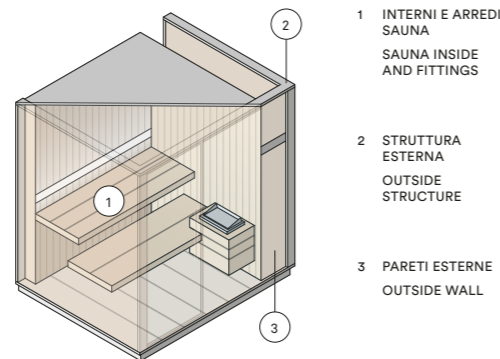 2
1 INTERNI E ARREDI
SAUNA
SAUNA INSIDE
AND FITTINGS
2 STRUTTURA
ESTERNA
OUTSIDE
STRUCTURE
1
3 PARETI ESTERNE
OUTSIDE WALL
3